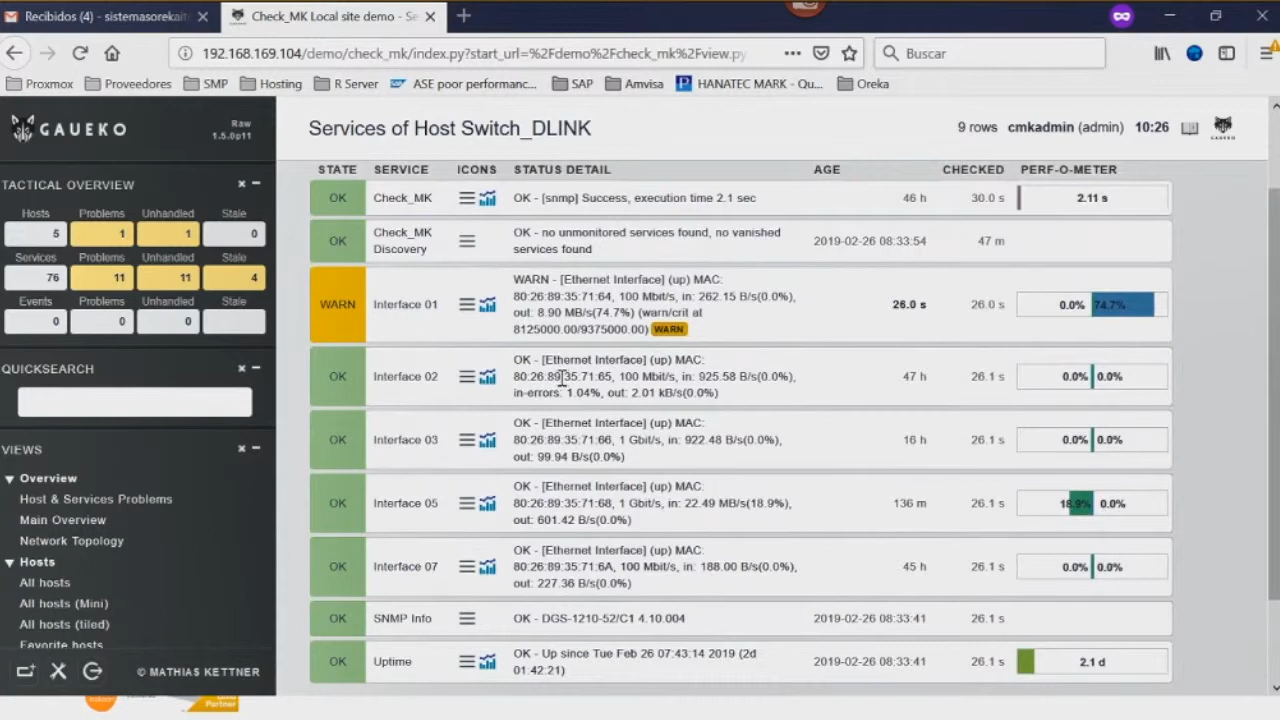 Recibidos (4) - sistemasorekait
Check_MK Local site demo - Se
192.168.169.104/demo/check_mk/index.py?start_url=%2Fdemo%2Fcheck_mk%2Fview.py
Buscar
Proxmox
Proveedores
SMP
Hosting
R Server
ASE poor performanc...
SAP
Amvisa
HANATEC MARK - Qu...
Oreka
GAUEKO
Raw
1.5.0p11
Services of Host Switch_DLINK
9 rows cmkadmin (admin) 10:26
TACTICAL OVERVIEW
Hosts Problems Unhandled Stale
5 1 1 0
Services Problems Unhandled Stale
76 11 11 4
Events Problems Unhandled Stale
0 0 0
QUICKSEARCH
VIEWS
Overview
Host & Services Problems
Main Overview
Network Topology
Hosts
All hosts
All hosts (Mini)
All hosts (tiled)
Favorite hosts
© MATHIAS KETTNER
STATE SERVICE ICONS STATUS DETAIL AGE CHECKED PERF-O-METER
OK Check_MK OK - [snmp] Success, execution time 2.1 sec 46 h 30.0 s 2.11 s
OK Check_MK
Discovery
OK - no unmonitored services found, no vanished
services found
2019-02-26 08:33:54 47 m
WARN Interface 01
WARN - [Ethernet Interface] (up) MAC:
80:26:89:35:71:64, 100 Mbit/s, in: 262.15 B/s(0.0%),
out: 8.90 MB/s(74.7%) (warn/crit at
8125000.00/9375000.00) WARN
26.0 s 26.0 s 0.0% 74.7%
OK Interface 02
OK - [Ethernet Interface] (up) MAC:
80:26:89:35:71:65, 100 Mbit/s, in: 925.58 B/s(0.0%),
in-errors: 1.04%, out: 2.01 kB/s(0.0%)
47 h 26.1 s 0.0% 0.0%
OK Interface 03
OK - [Ethernet Interface] (up) MAC:
80:26:89:35:71:66, 1 Gbit/s, in: 922.48 B/s(0.0%),
out: 99.94 B/s(0.0%)
16 h 26.1 s 0.0% 0.0%
OK Interface 05
OK - [Ethernet Interface] (up) MAC:
80:26:89:35:71:68, 1 Gbit/s, in: 22.49 MB/s(18.9%),
out: 601.42 B/s(0.0%)
136 m 26.1 s 18.9% 0.0%
OK Interface 07
OK - [Ethernet Interface] (up) MAC:
80:26:89:35:71:6A, 100 Mbit/s, in: 188.00 B/s(0.0%),
out: 227.36 B/s(0.0%)
45 h 26.1 s 0.0% 0.0%
OK SNMP Info OK - DGS-1210-52/C1 4.10.004 2019-02-26 08:33:41 26.1 s
OK Uptime
OK - Up since Tue Feb 26 07:43:14 2019 (2d
01:42:21)
2019-02-26 08:33:41 26.1 s 2.1 d
Partner